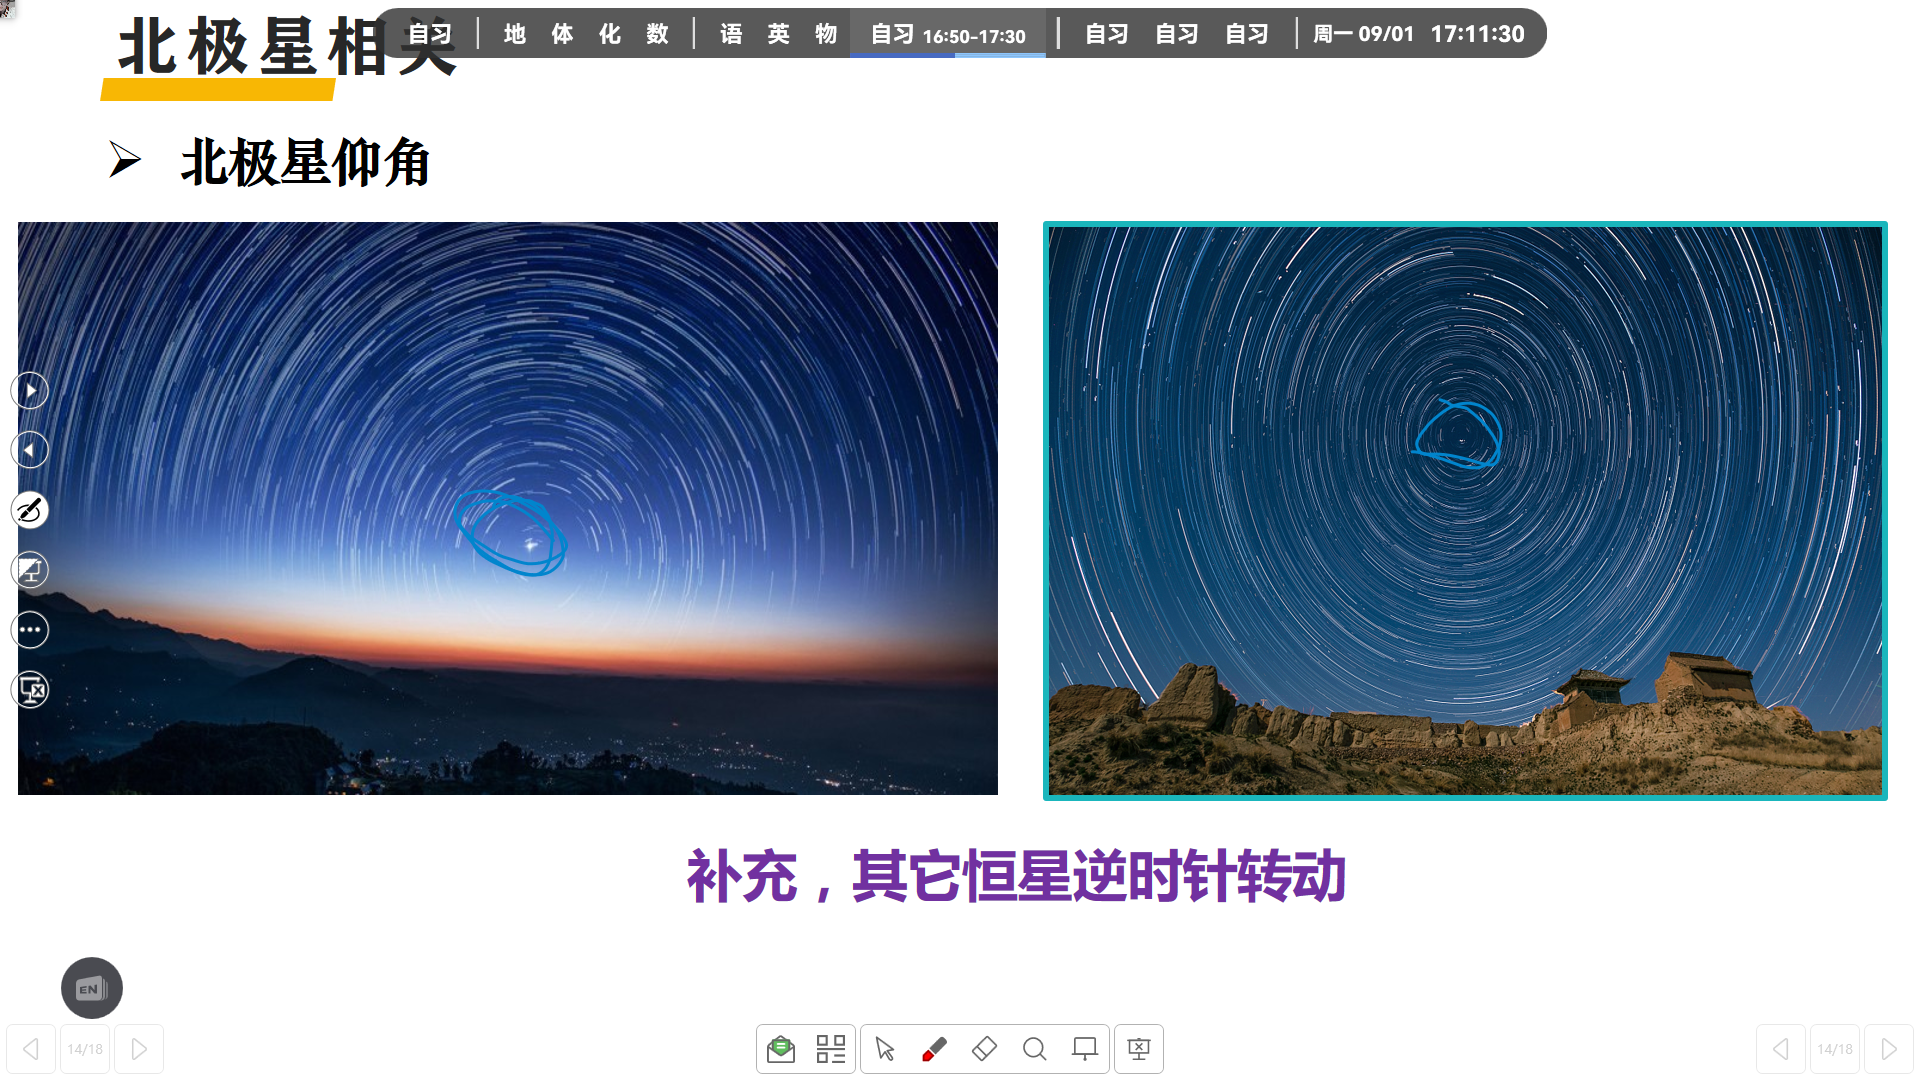 北极星相关
自习 地 体 化 数 语 英 物 自习 16:50-17:30 自习 自习 自习 周一 09/01 17:11:30
北极星仰角
补充，其它恒星逆时针转动
EN
14/18
14/18